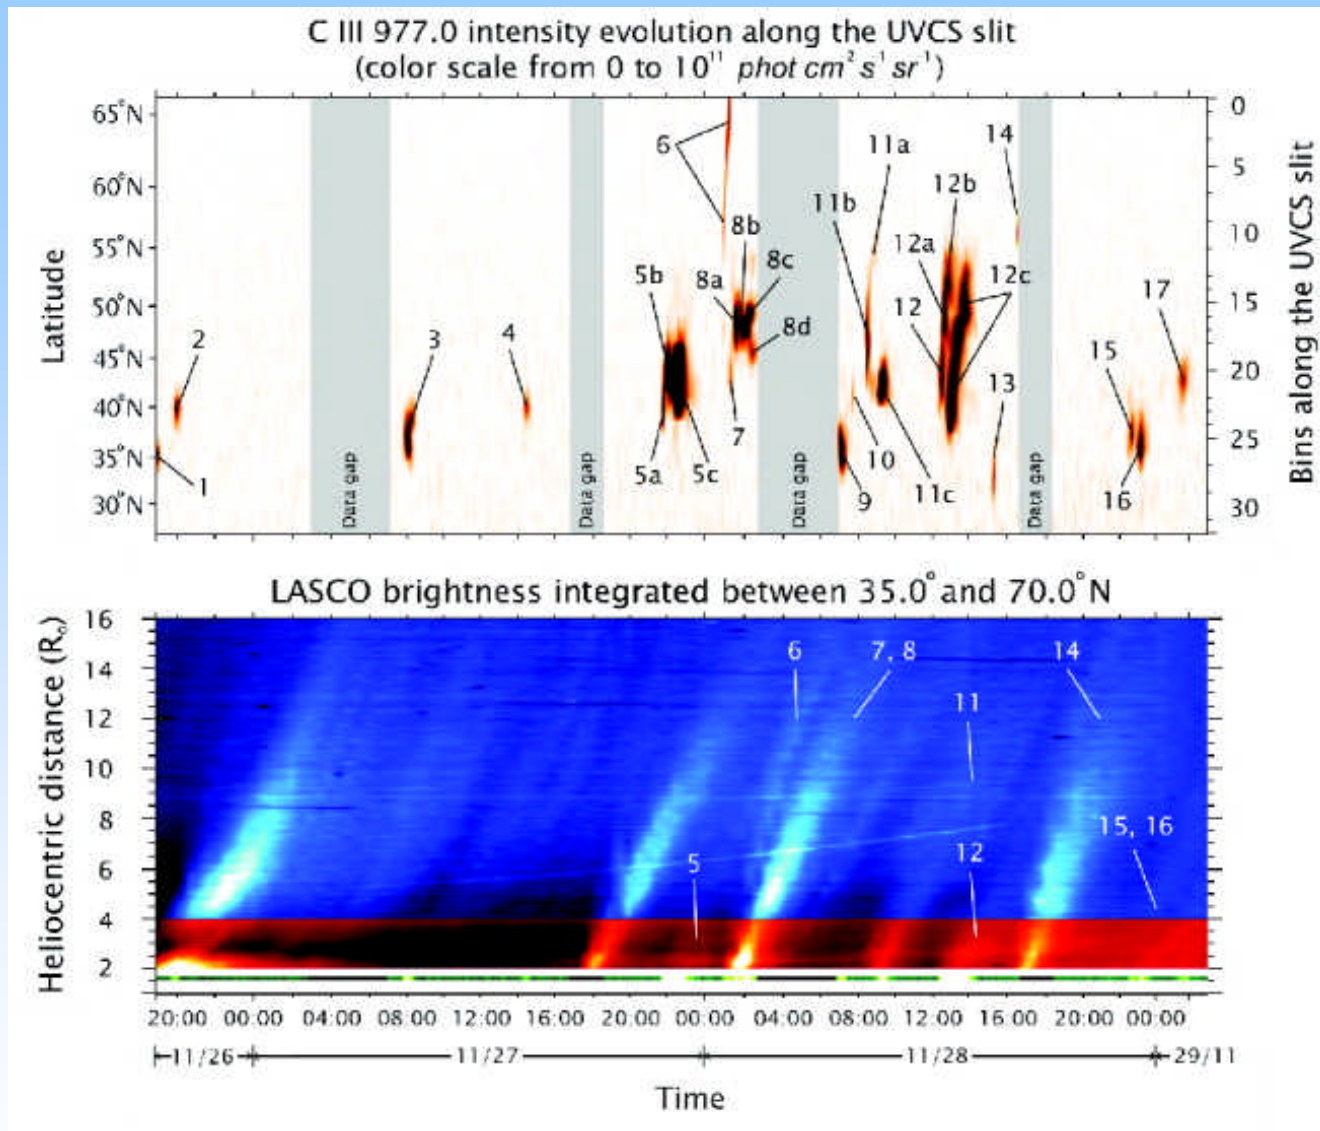 C III 977.0 intensity evolution along the UVCS slit
(color scale from 0 to 10¹¹ phot cm² s¹ sr¹)
Latitude
65°N
60°N
55°N
50°N
45°N
40°N
35°N
30°N
0
5
10
15
20
25
30
Bins along the UVCS slit
1
2
3
4
5a
5b
5c
6
7
8a
8b
8c
8d
9
10
11a
11b
11c
12
12a
12b
12c
13
14
15
16
17
Data gap
Data gap
Data gap
Data gap
LASCO brightness integrated between 35.0° and 70.0°N
Heliocentric distance (R₀)
16
14
12
10
8
6
4
2
5
6
7, 8
11
12
14
15, 16
20:00 00:00 04:00 08:00 12:00 16:00 20:00 00:00 04:00 08:00 12:00 16:00 20:00 00:00
11/26 11/27 11/28 29/11
Time